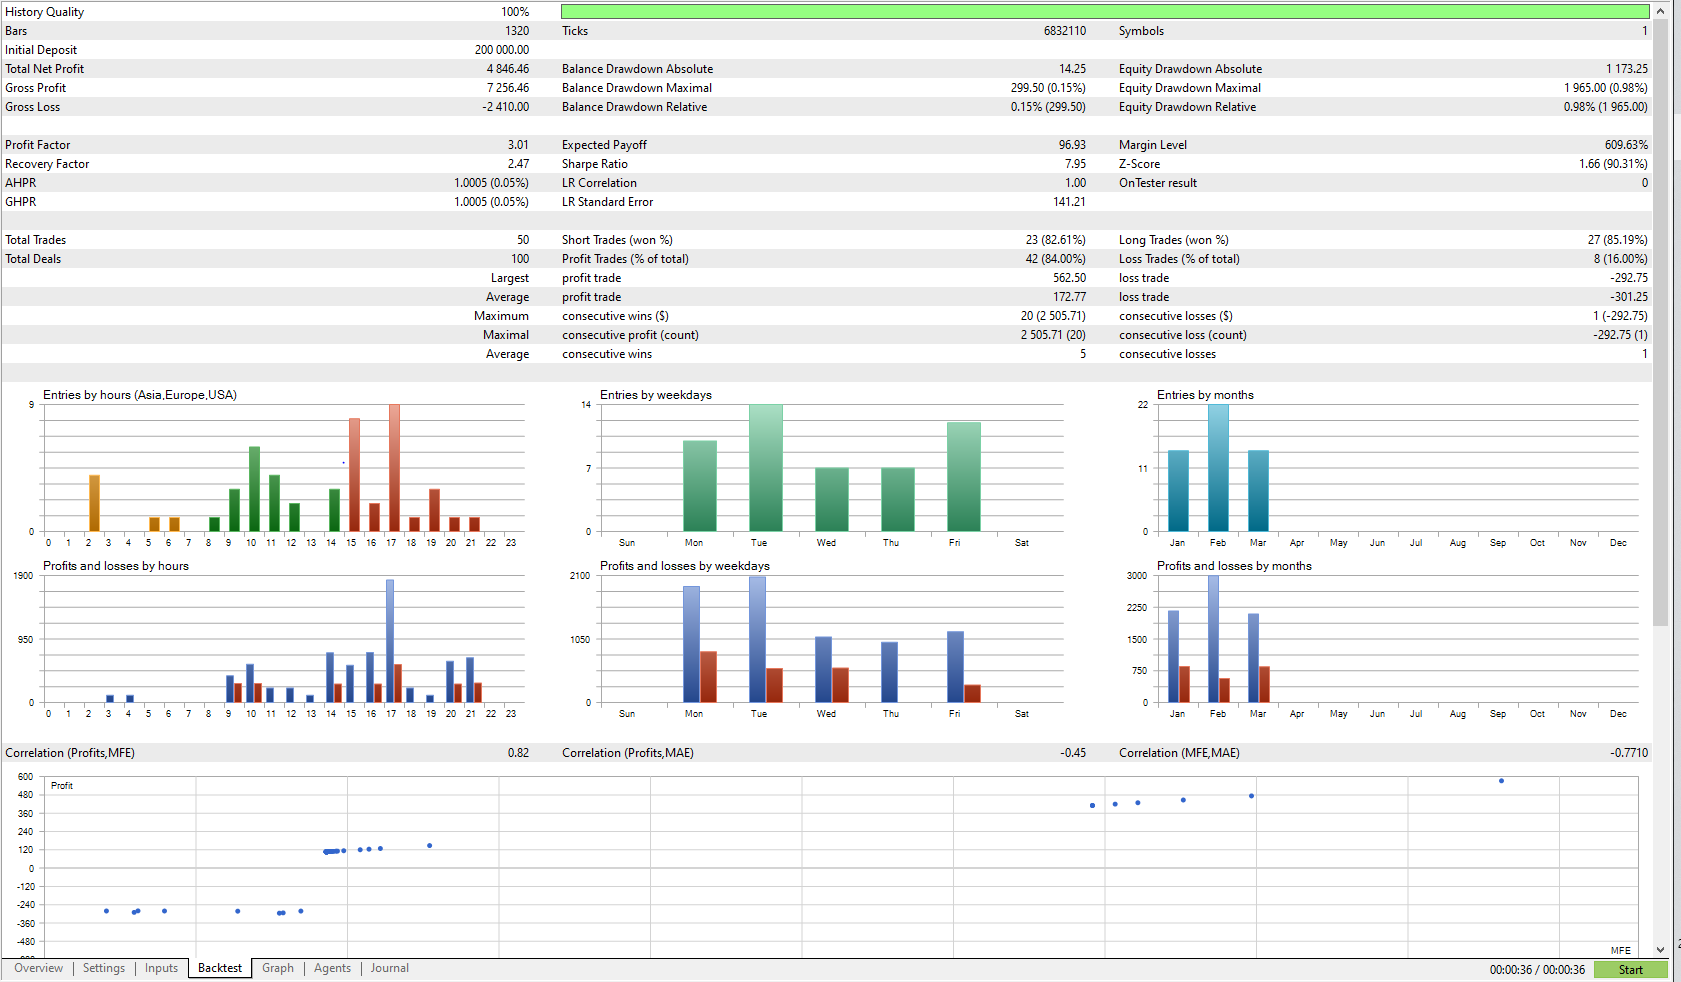 History Quality 100%
Bars 1320 Ticks 6832110 Symbols 1
Initial Deposit 200 000.00
Total Net Profit 4 846.46 Balance Drawdown Absolute 14.25 Equity Drawdown Absolute 1 173.25
Gross Profit 7 256.46 Balance Drawdown Maximal 299.50 (0.15%) Equity Drawdown Maximal 1 965.00 (0.98%)
Gross Loss -2 410.00 Balance Drawdown Relative 0.15% (299.50) Equity Drawdown Relative 0.98% (1 965.00)
Profit Factor 3.01 Expected Payoff 96.93 Margin Level 609.63%
Recovery Factor 2.47 Sharpe Ratio 7.95 Z-Score 1.66 (90.31%)
AHPR 1.0005 (0.05%) LR Correlation 1.00 OnTester result 0
GHPR 1.0005 (0.05%) LR Standard Error 141.21
Total Trades 50 Short Trades (won %) 23 (82.61%) Long Trades (won %) 27 (85.19%)
Total Deals 100 Profit Trades (% of total) 42 (84.00%) Loss Trades (% of total) 8 (16.00%)
Largest profit trade 562.50 loss trade -292.75
Average profit trade 172.77 loss trade -301.25
Maximum consecutive wins ($) 20 (2 505.71) consecutive losses ($) 1 (-292.75)
Maximal consecutive profit (count) 2 505.71 (20) consecutive loss (count) -292.75 (1)
Average consecutive wins 5 consecutive losses 1
Entries by hours (Asia,Europe,USA) Entries by weekdays Entries by months
9 14 22
7 11
0 0 0
0 1 2 3 4 5 6 7 8 9 10 11 12 13 14 15 16 17 18 19 20 21 22 23 Sun Mon Tue Wed Thu Fri Sat Jan Feb Mar Apr May Jun Jul Aug Sep Oct Nov Dec
Profits and losses by hours Profits and losses by weekdays Profits and losses by months
1900 2100 3000
2250
950 1050 1500
750
0 0 0
0 1 2 3 4 5 6 7 8 9 10 11 12 13 14 15 16 17 18 19 20 21 22 23 Sun Mon Tue Wed Thu Fri Sat Jan Feb Mar Apr May Jun Jul Aug Sep Oct Nov Dec
Correlation (Profits,MFE) 0.82 Correlation (Profits,MAE) -0.45 Correlation (MFE,MAE) -0.7710
600
Profit
480
360
240
120
0
-120
-240
-360
-480
MFE
Overview Settings Inputs Backtest Graph Agents Journal 00:00:36 / 00:00:36 Start